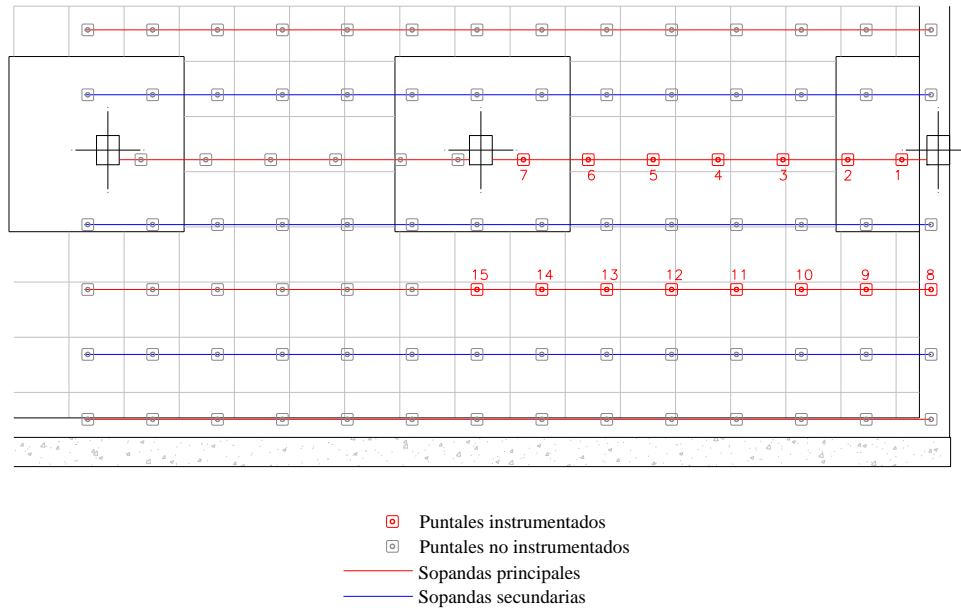 7 6 5 4 3 2 1
15 14 13 12 11 10 9 8
Puntales instrumentados
Puntales no instrumentados
Sopandas principales
Sopandas secundarias